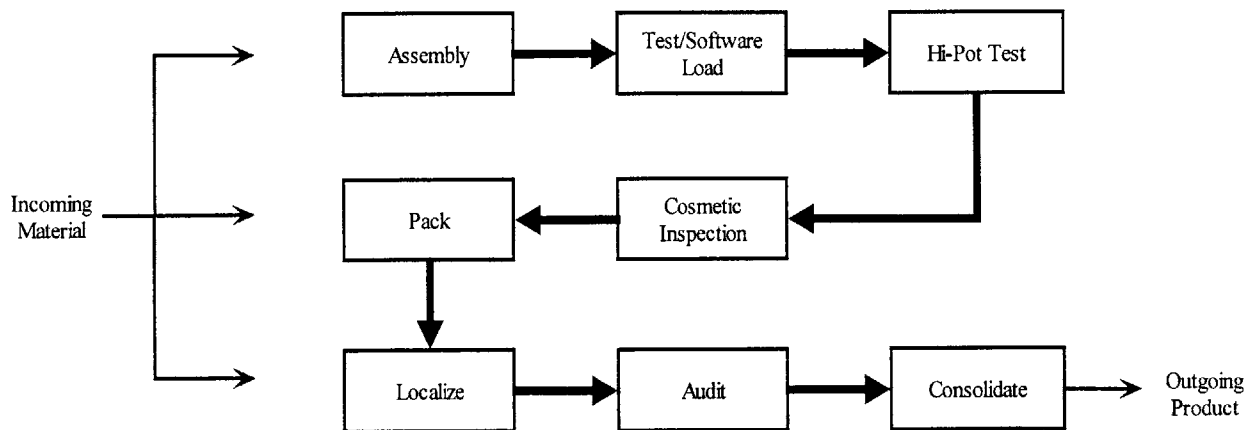 Assembly
Test/Software
Load
Hi-Pot Test
Incoming
Material
Pack
Cosmetic
Inspection
Localize
Audit
Consolidate
Outgoing
Product